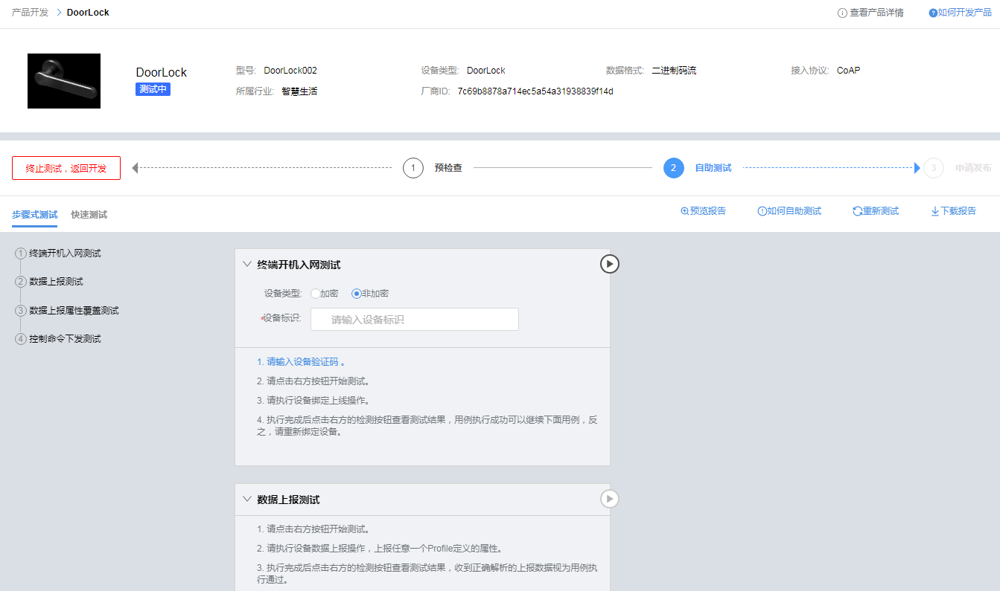 产品开发 > DoorLock
查看产品详情
?如何开发产品
DoorLock
测试中
型号: DoorLock002
设备类型: DoorLock
数据格式: 二进制码流
接入协议: CoAP
所属行业: 智慧生活
厂商ID: 7c69b8878a714ec5a54a31938839f14d
终止测试，返回开发
1 预检查
2 自助测试
3 申请发布
步骤式测试
快速测试
预览报告
如何自助测试
重新测试
下载报告
1 终端开机入网测试
2 数据上报测试
3 数据上报属性覆盖测试
4 控制命令下发测试
终端开机入网测试
设备类型: 加密 非加密
*设备标识: 请输入设备标识
1. 请输入设备验证码 。
2. 请点击右方按钮开始测试。
3. 请执行设备绑定上线操作。
4. 执行完成后点击右方的检测按钮查看测试结果，用例执行成功可以继续下面用例，反
之，请重新绑定设备。
数据上报测试
1. 请点击右方按钮开始测试。
2. 请执行设备数据上报操作，上报任意一个Profile定义的属性。
3. 执行完成后点击右方的检测按钮查看测试结果，收到正确解析的上报数据视为用例执
行通过。